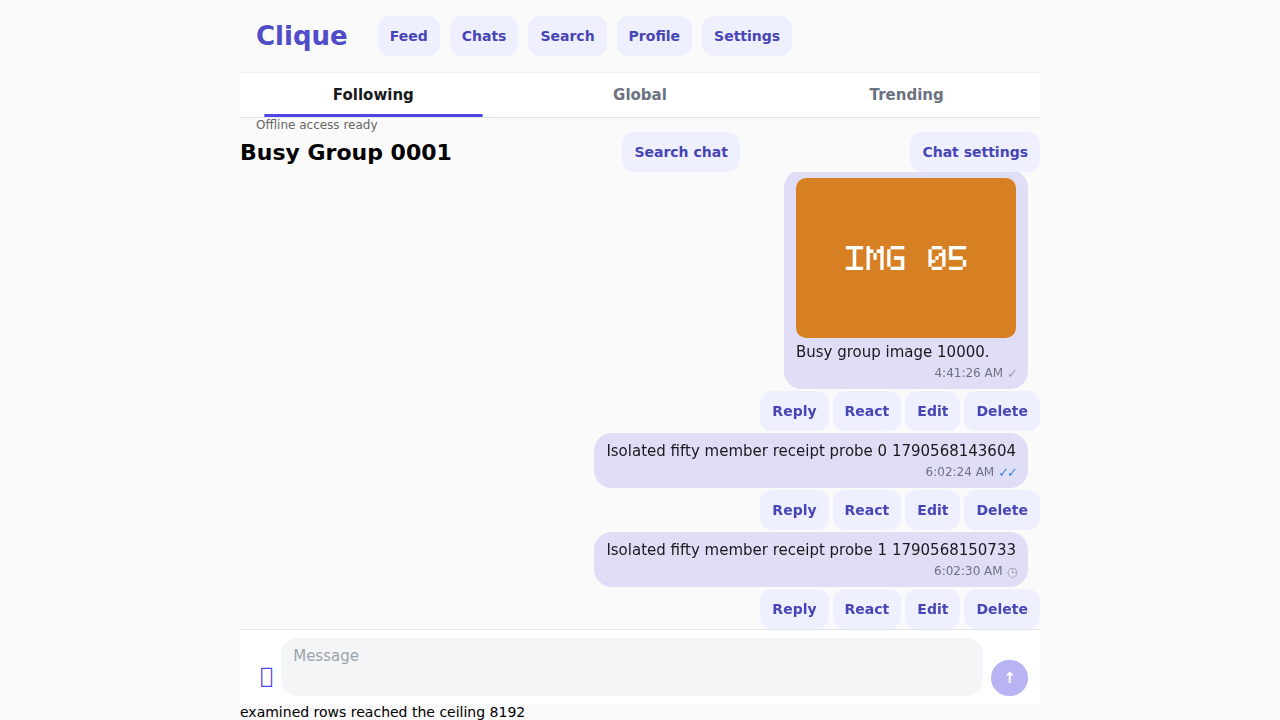 Clique Feed Chats Search Profile Settings
Following Global Trending
Offline access ready
Busy Group 0001 Search chat Chat settings
IMG 05
Busy group image 10000.
4:41:26 AM ✓
Reply React Edit Delete
Isolated fifty member receipt probe 0 1790568143604
6:02:24 AM ✓✓
Reply React Edit Delete
Isolated fifty member receipt probe 1 1790568150733
6:02:30 AM ◷
Reply React Edit Delete
Message
↑
examined rows reached the ceiling 8192